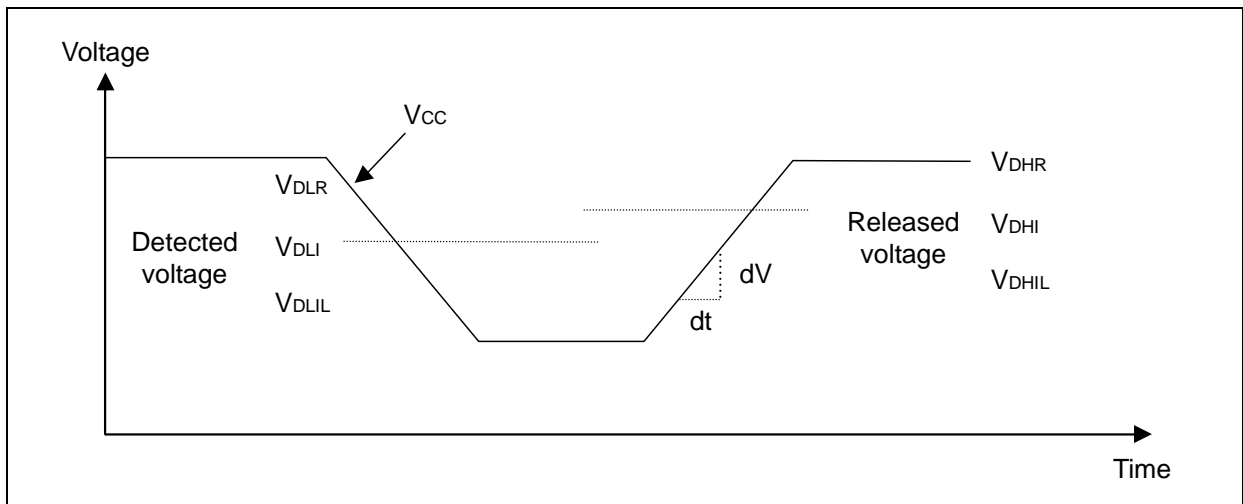 Voltage
VCC
VDLR
VDHR
Detected
voltage
VDLI
Released
voltage
VDHI
VDLIL
dV
VDHIL
dt
Time